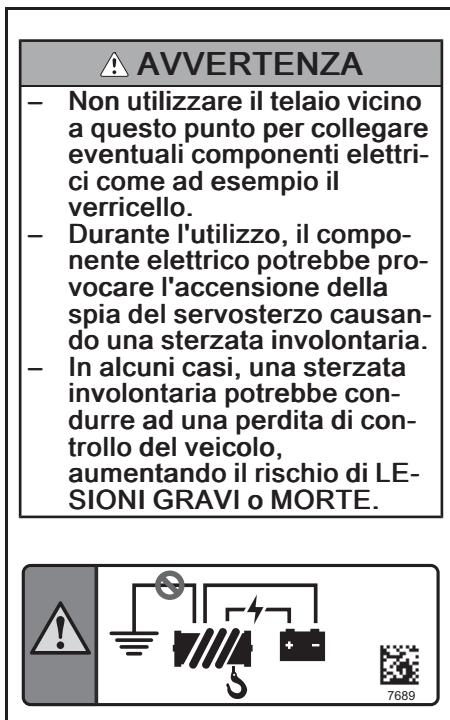 ⚠ AVVERTENZA
– Non utilizzare il telaio vicino
a questo punto per collegare
eventuali componenti elettri-
ci come ad esempio il
verricello.
– Durante l'utilizzo, il compo-
nente elettrico potrebbe pro-
vocare l'accensione della
spia del servosterzo causan-
do una sterzata involontaria.
– In alcuni casi, una sterzata
involontaria potrebbe con-
durre ad una perdita di con-
trollo del veicolo,
aumentando il rischio di LE-
SIONI GRAVI o MORTE.
+ -
7689